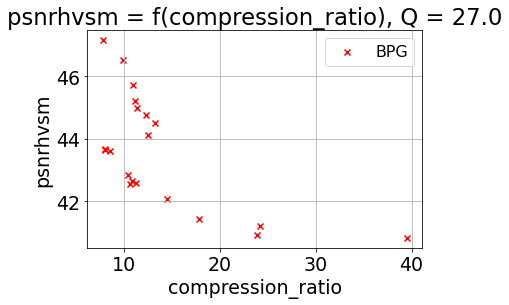 psnrhvsm = f(compression_ratio), Q = 27.0
BPG
46
44
42
psnrhvsm
10 20 30 40
compression_ratio